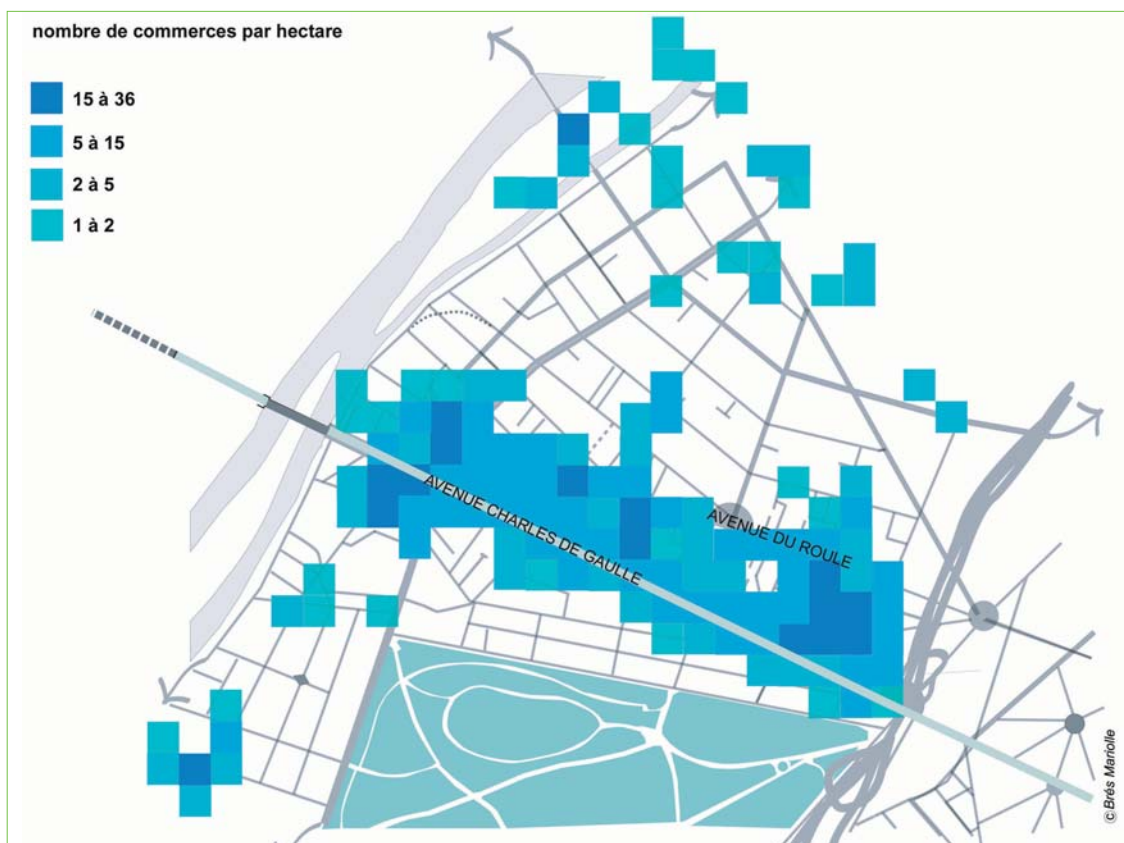 nombre de commerces par hectare
15 à 36
5 à 15
2 à 5
1 à 2
AVENUE CHARLES DE GAULLE
AVENUE DU ROULE
© Brés Mariolle